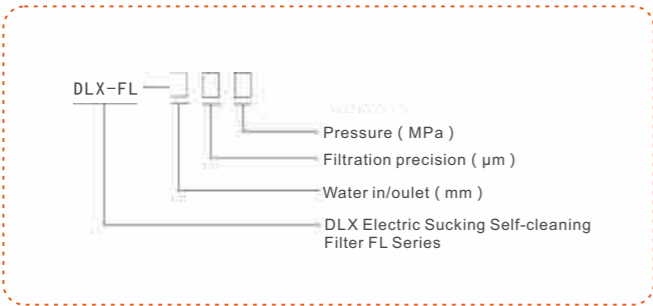 DLX-FL
Pressure ( MPa )
Filtration precision ( μm )
Water in/oulet ( mm )
DLX Electric Sucking Self-cleaning
Filter FL Series